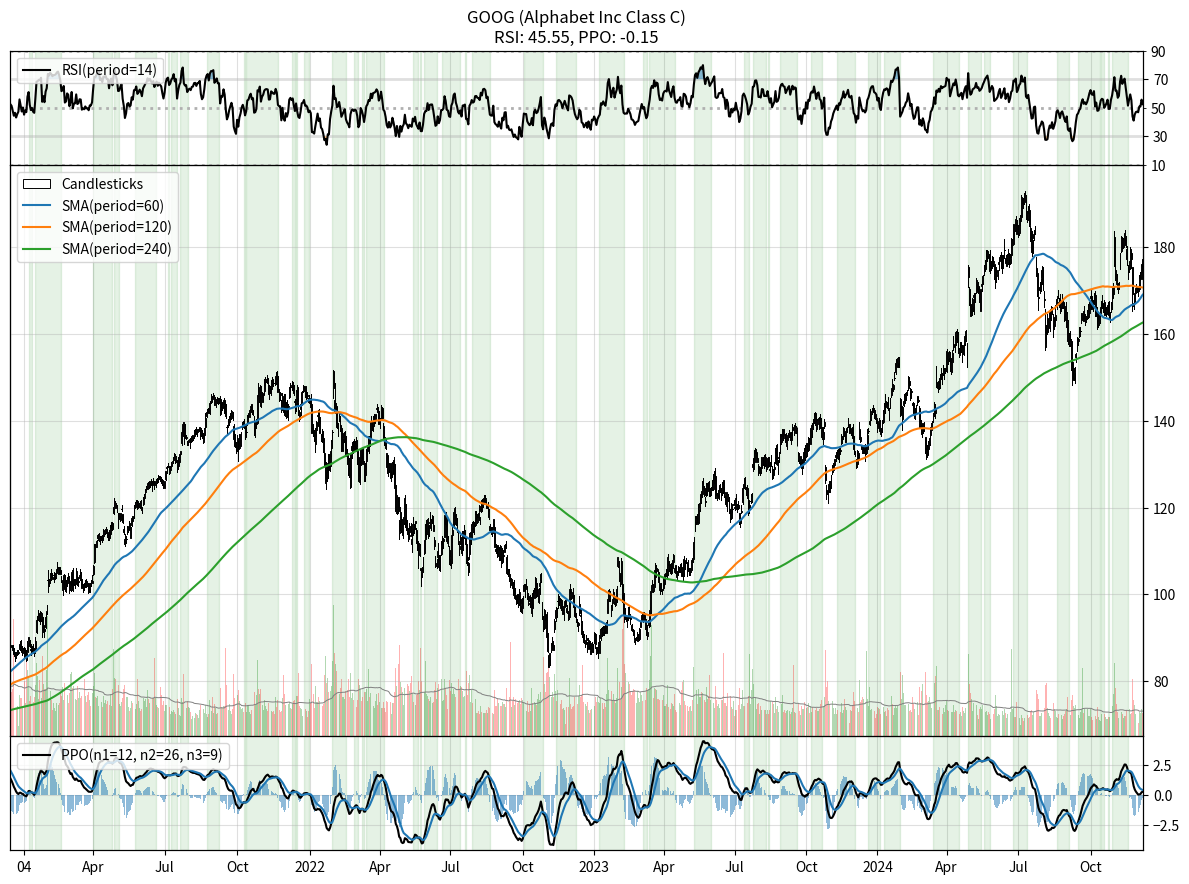 GOOG (Alphabet Inc Class C)
RSI: 45.55, PPO: -0.15
RSI(period=14)
90
70
50
30
10
Candlesticks
SMA(period=60)
SMA(period=120)
SMA(period=240)
180
160
140
120
100
80
PPO(n1=12, n2=26, n3=9)
2.5
0.0
−2.5
04 Apr Jul Oct 2022 Apr Jul Oct 2023 Apr Jul Oct 2024 Apr Jul Oct